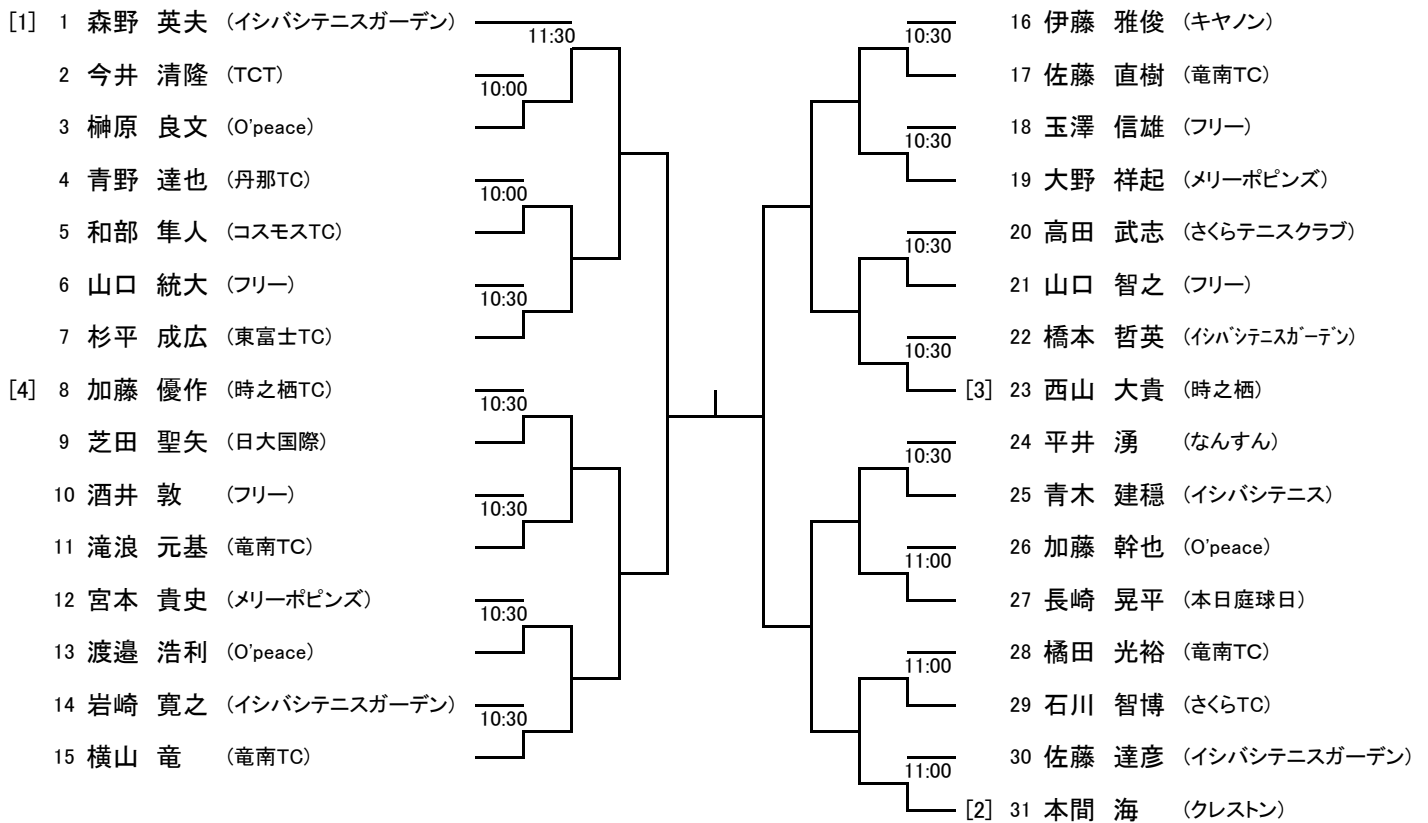 [1] 1 森野 英夫 (イシバシテニスガーデン)
11:30
2 今井 清隆 (TCT)
10:00
3 榊原 良文 (O'peace)
4 青野 達也 (丹那TC)
10:00
5 和部 隼人 (コスモスTC)
6 山口 統大 (フリー)
10:30
7 杉平 成広 (東富士TC)
[4] 8 加藤 優作 (時之栖TC)
10:30
9 芝田 聖矢 (日大国際)
10 酒井 敦 (フリー)
10:30
11 滝浪 元基 (竜南TC)
12 宮本 貴史 (メリーポピンズ)
10:30
13 渡邉 浩利 (O'peace)
14 岩崎 寛之 (イシバシテニスガーデン)
10:30
15 横山 竜 (竜南TC)
16 伊藤 雅俊 (キヤノン)
10:30
17 佐藤 直樹 (竜南TC)
18 玉澤 信雄 (フリー)
10:30
19 大野 祥起 (メリーポピンズ)
20 高田 武志 (さくらテニスクラブ)
10:30
21 山口 智之 (フリー)
22 橋本 哲英 (ｲｼﾊﾞｼﾃﾆｽｶﾞｰﾃﾞﾝ)
10:30
[3] 23 西山 大貴 (時之栖)
24 平井 湧 (なんすん)
10:30
25 青木 建穏 (イシバシテニス)
26 加藤 幹也 (O'peace)
11:00
27 長崎 晃平 (本日庭球日)
28 橘田 光裕 (竜南TC)
11:00
29 石川 智博 (さくらTC)
30 佐藤 達彦 (イシバシテニスガーデン)
11:00
[2] 31 本間 海 (クレストン)